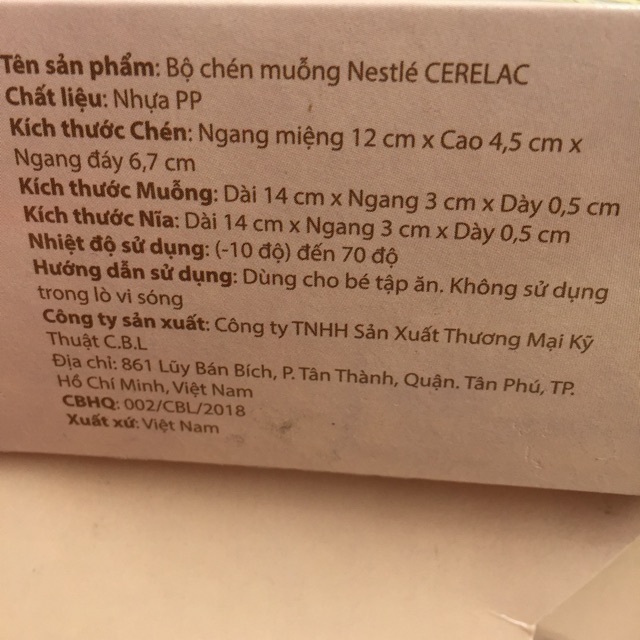 Tên sản phẩm: Bộ chén muỗng Nestlé CERELAC
Chất liệu: Nhựa PP
Kích thước Chén: Ngang miệng 12 cm x Cao 4,5 cm x
Ngang đáy 6,7 cm
Kích thước Muỗng: Dài 14 cm x Ngang 3 cm x Dày 0,5 cm
Kích thước Nĩa: Dài 14 cm x Ngang 3 cm x Dày 0,5 cm
Nhiệt độ sử dụng: (-10 độ) đến 70 độ
Hướng dẫn sử dụng: Dùng cho bé tập ăn. Không sử dụng
trong lò vi sóng
Công ty sản xuất: Công ty TNHH Sản Xuất Thương Mại Kỹ
Thuật C.B.L
Địa chỉ: 861 Lũy Bán Bích, P. Tân Thành, Quận. Tân Phú, TP.
Hồ Chí Minh, Việt Nam
CBHQ: 002/CBL/2018
Xuất xứ: Việt Nam